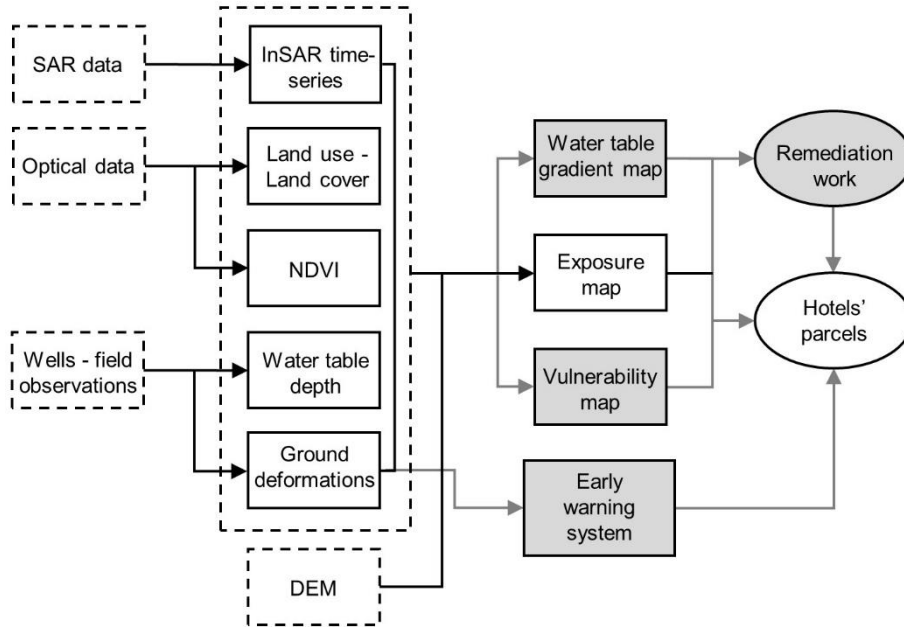 SAR data
InSAR time-
series
Optical data
Land use -
Land cover
NDVI
Wells - field
observations
Water table
depth
Ground
deformations
DEM
Water table
gradient map
Exposure
map
Vulnerability
map
Early
warning
system
Remediation
work
Hotels’
parcels